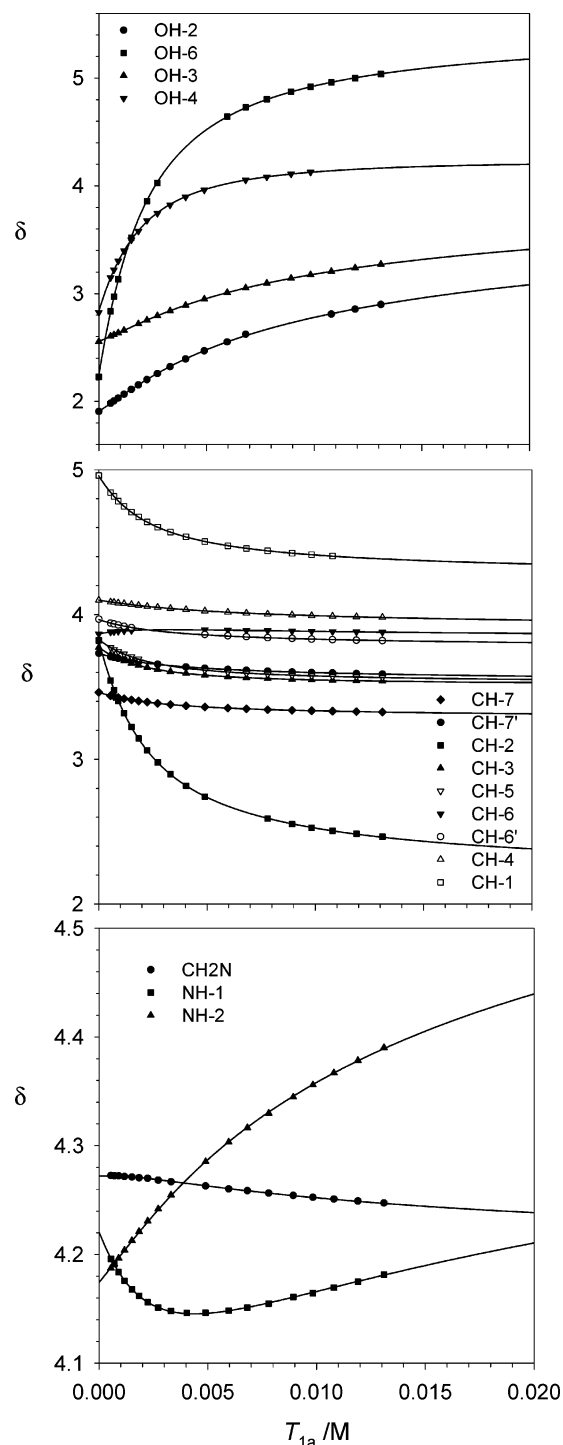 OH-2
OH-6
OH-3
OH-4
5
4
3
2
δ
5
4
3
2
δ
CH-7
CH-7'
CH-2
CH-3
CH-5
CH-6
CH-6'
CH-4
CH-1
4.5
4.4
4.3
4.2
4.1
δ
CH2N
NH-1
NH-2
0.000 0.005 0.010 0.015 0.020
T1a /M